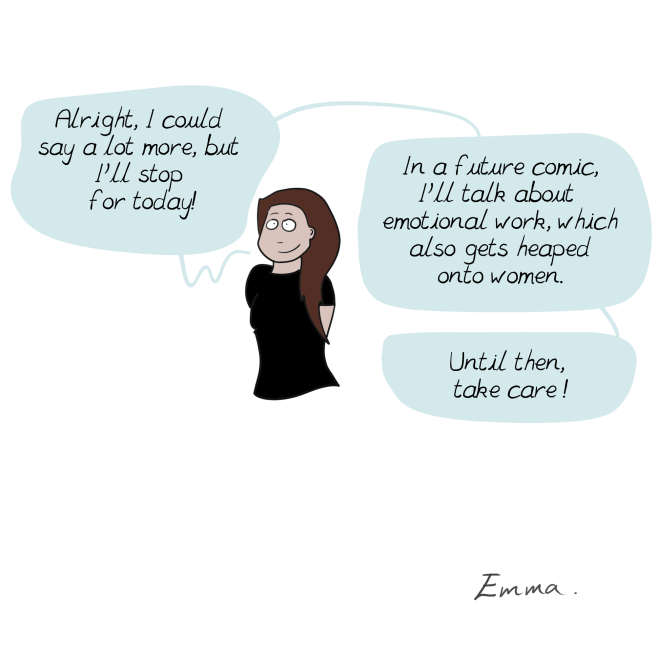 Alright, I could
say a lot more, but
I'll stop
for today!
In a future comic,
I'll talk about
emotional work, which
also gets heaped
onto women.
Until then,
take care!
Emma.